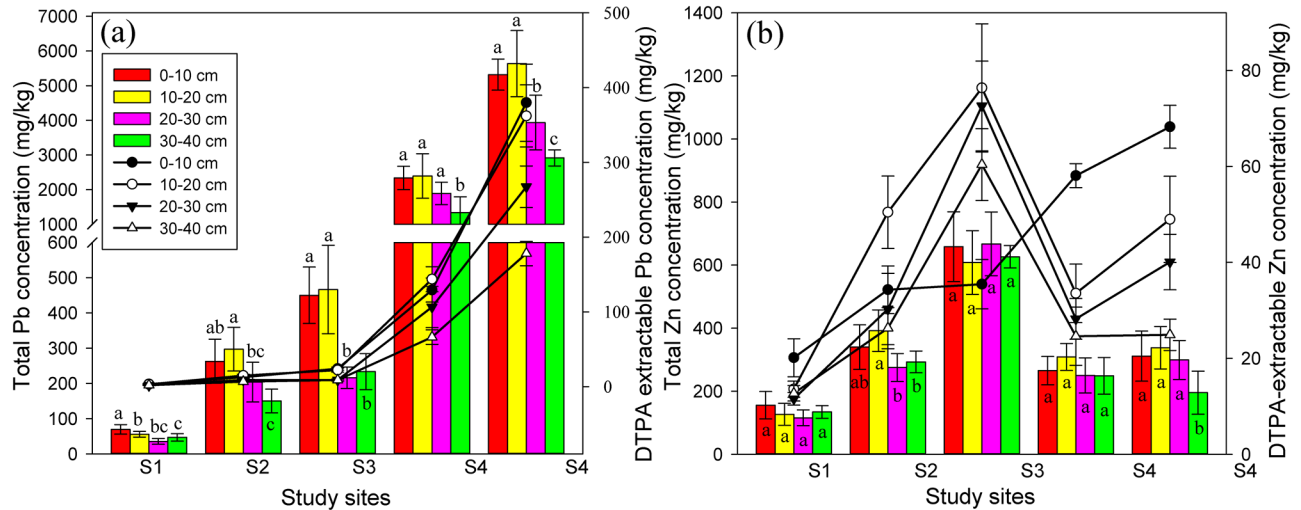 (a)
Total Pb concentration (mg/kg)
7000
6000
5000
4000
3000
2000
1000
600
500
400
300
200
100
0
0-10 cm
10-20 cm
20-30 cm
30-40 cm
0-10 cm
10-20 cm
20-30 cm
30-40 cm
a b bc c
ab a bc c
a a b b
a a a b
a a b c
500
400
300
200
100
0
DTPA extractable Pb concentration (mg/kg)
S1 S2 S3 S4 S4
Study sites
(b)
Total Zn concentration (mg/kg)
1400
1200
1000
800
600
400
200
0
a a a a
ab a b b
a a a a
a a a a
a a a b
80
60
40
20
0
DTPA-extractable Zn concentration (mg/kg)
S1 S2 S3 S4 S4
Study sites